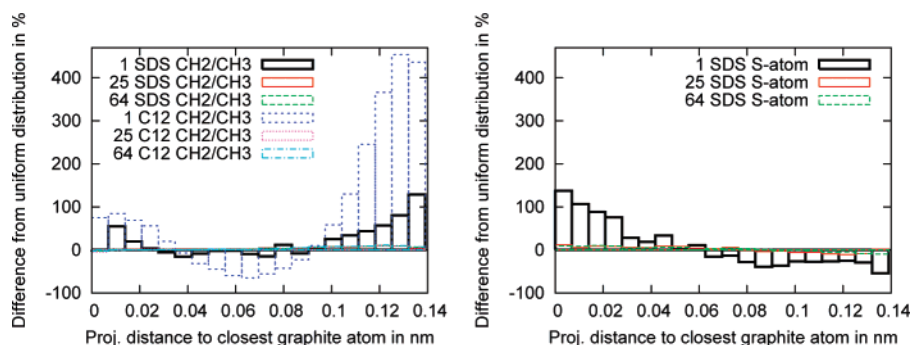 Difference from uniform distribution in %
400
300
200
100
0
-100
1 SDS CH2/CH3
25 SDS CH2/CH3
64 SDS CH2/CH3
1 C12 CH2/CH3
25 C12 CH2/CH3
64 C12 CH2/CH3
0 0.02 0.04 0.06 0.08 0.1 0.12 0.14
Proj. distance to closest graphite atom in nm
Difference from uniform distribution in %
400
300
200
100
0
-100
1 SDS S-atom
25 SDS S-atom
64 SDS S-atom
0 0.02 0.04 0.06 0.08 0.1 0.12 0.14
Proj. distance to closest graphite atom in nm